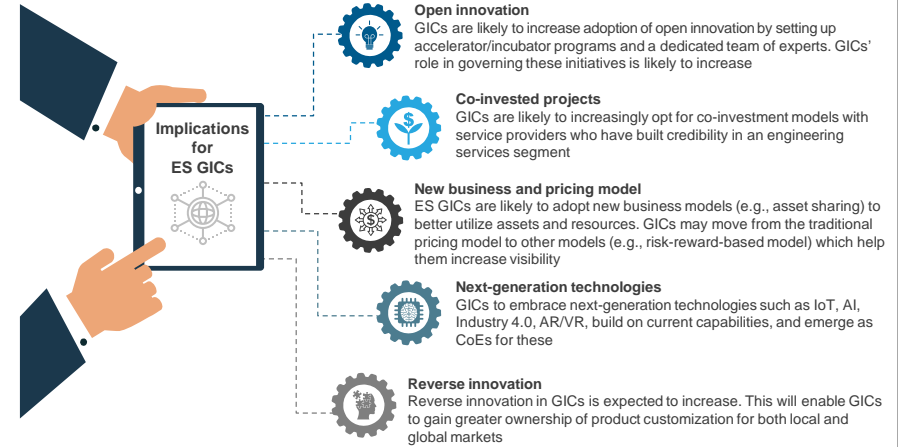 Implications
for
ES GICs
Open innovation
GICs are likely to increase adoption of open innovation by setting up
accelerator/incubator programs and a dedicated team of experts. GICs’
role in governing these initiatives is likely to increase
Co-invested projects
GICs are likely to increasingly opt for co-investment models with
service providers who have built credibility in an engineering
services segment
New business and pricing model
ES GICs are likely to adopt new business models (e.g., asset sharing) to
better utilize assets and resources. GICs may move from the traditional
pricing model to other models (e.g., risk-reward-based model) which help
them increase visibility
Next-generation technologies
GICs to embrace next-generation technologies such as IoT, AI,
Industry 4.0, AR/VR, build on current capabilities, and emerge as
CoEs for these
Reverse innovation
Reverse innovation in GICs is expected to increase. This will enable GICs
to gain greater ownership of product customization for both local and
global markets